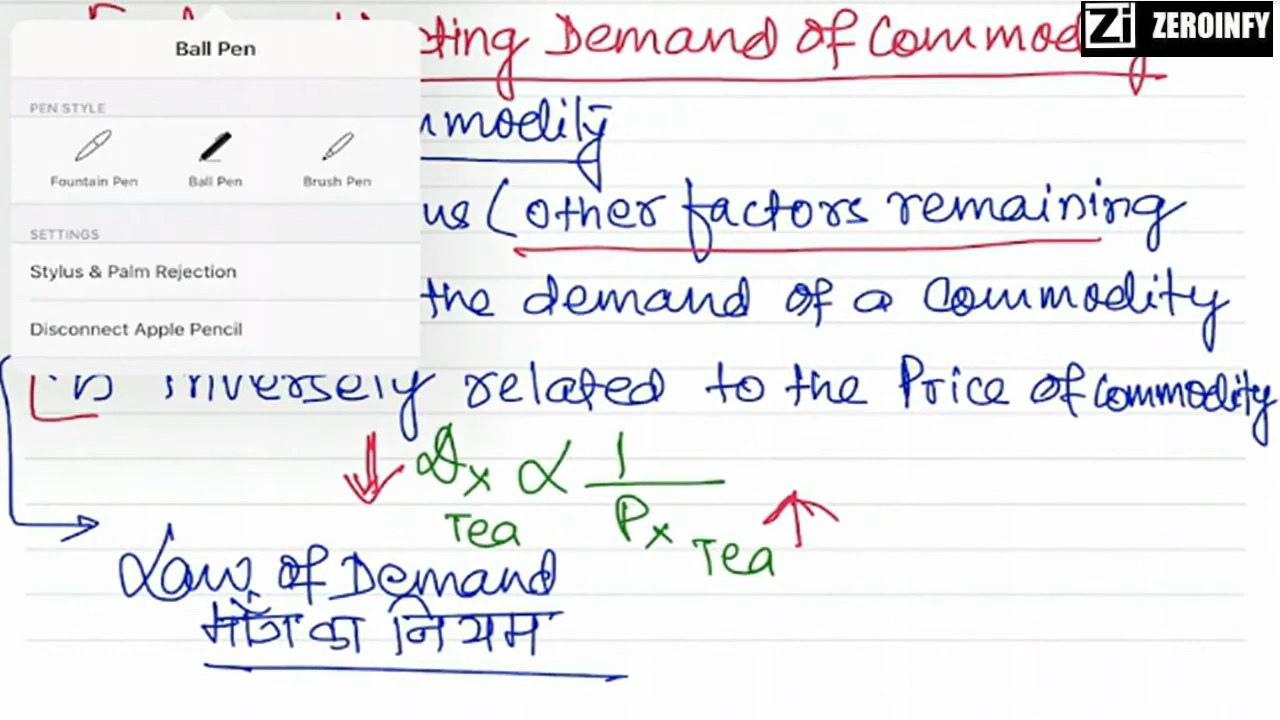 ting Demand of Commod
ZEROINFY
Ball Pen
PEN STYLE
Fountain Pen
Ball Pen
Brush Pen
SETTINGS
Stylus & Palm Rejection
Disconnect Apple Pencil
mmodity
us (other factors remaining
the demand of a Commodity
is inversely related to the Price of commodity
Dx ∝ 1
Px
Tea
Tea
Law of Demand
माँग का नियम